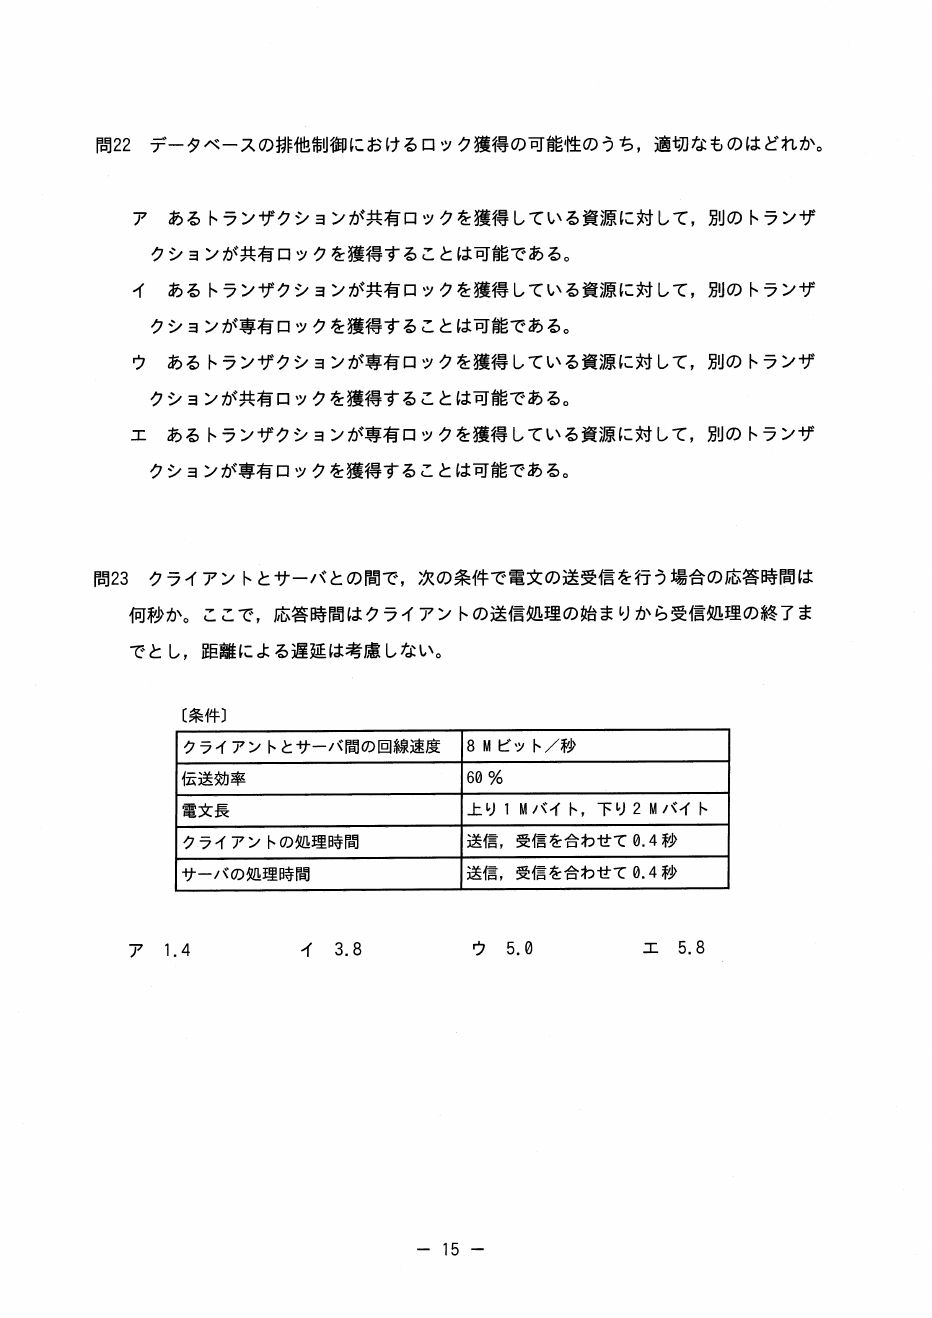 問22　データベースの排他制御におけるロック獲得の可能性のうち，適切なものはどれか。
ア　あるトランザクションが共有ロックを獲得している資源に対して，別のトランザ
クションが共有ロックを獲得することは可能である。
イ　あるトランザクションが共有ロックを獲得している資源に対して，別のトランザ
クションが専有ロックを獲得することは可能である。
ウ　あるトランザクションが専有ロックを獲得している資源に対して，別のトランザ
クションが共有ロックを獲得することは可能である。
エ　あるトランザクションが専有ロックを獲得している資源に対して，別のトランザ
クションが専有ロックを獲得することは可能である。
問23　クライアントとサーバとの間で，次の条件で電文の送受信を行う場合の応答時間は
何秒か。ここで，応答時間はクライアントの送信処理の始まりから受信処理の終了ま
でとし，距離による遅延は考慮しない。
〔条件〕
クライアントとサーバ間の回線速度　8 Mビット／秒
伝送効率　60 %
電文長　上り1 Mバイト，下り2 Mバイト
クライアントの処理時間　送信，受信を合わせて0.4秒
サーバの処理時間　送信，受信を合わせて0.4秒
ア　1.4　イ　3.8　ウ　5.0　エ　5.8
― 15 ―